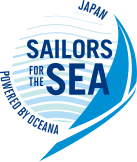 JAPAN
SAILORS
FOR THE SEA
POWERED BY OCEANA